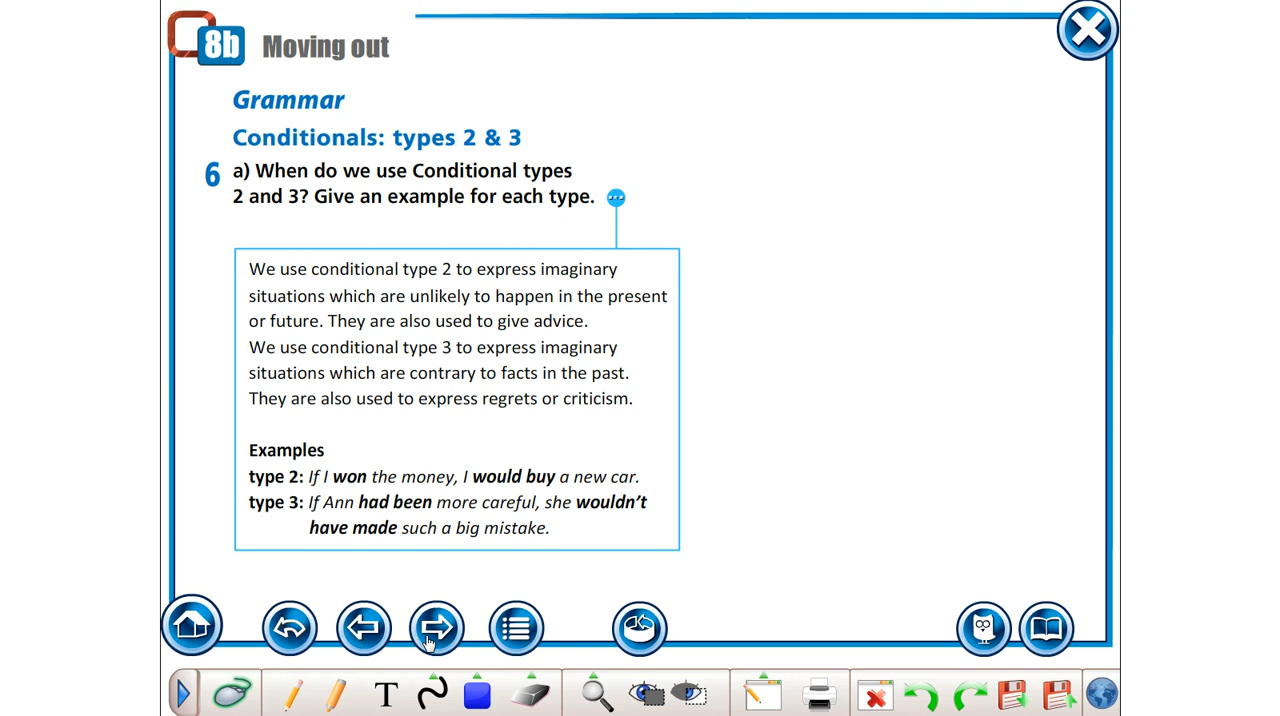 8b Moving out
Grammar
Conditionals: types 2 & 3
6 a) When do we use Conditional types
2 and 3? Give an example for each type.
We use conditional type 2 to express imaginary
situations which are unlikely to happen in the present
or future. They are also used to give advice.
We use conditional type 3 to express imaginary
situations which are contrary to facts in the past.
They are also used to express regrets or criticism.
Examples
type 2: If I won the money, I would buy a new car.
type 3: If Ann had been more careful, she wouldn’t
have made such a big mistake.
T